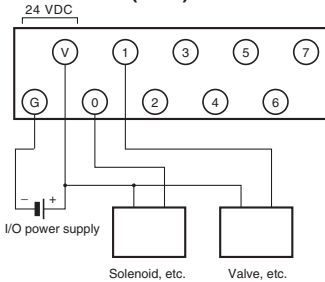 24 VDC
V 1 3 5 7
G 0 2 4 6
− +
I/O power supply
Solenoid, etc. Valve, etc.